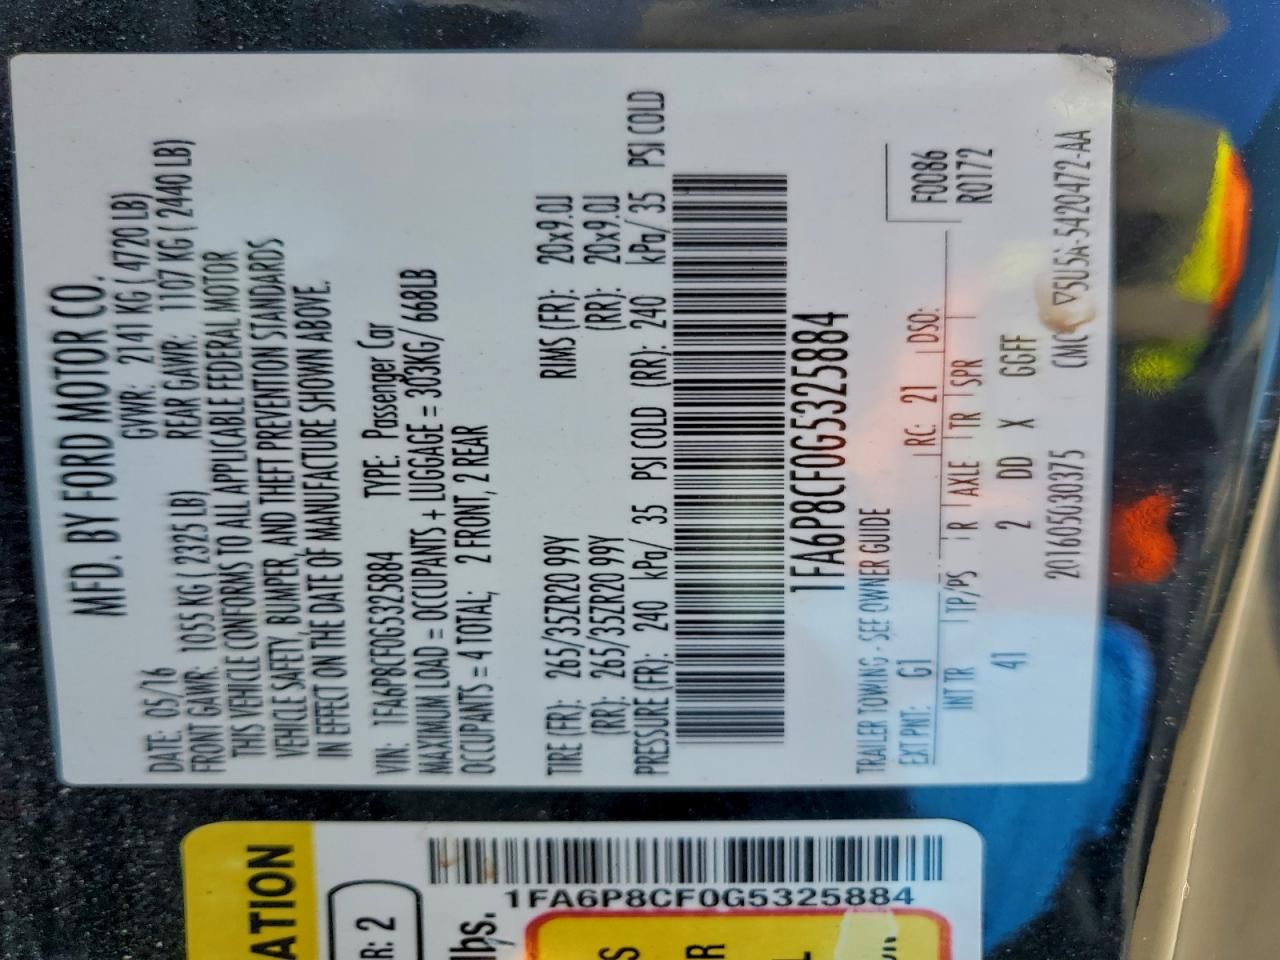 MFD. BY FORD MOTOR CO.
DATE: 05/16 GVWR: 2141 KG ( 4720 LB)
FRONT GAWR: 1055 KG ( 2325 LB) REAR GAWR: 1107 KG ( 2440 LB)
THIS VEHICLE CONFORMS TO ALL APPLICABLE FEDERAL MOTOR
VEHICLE SAFETY, BUMPER, AND THEFT PREVENTION STANDARDS
IN EFFECT ON THE DATE OF MANUFACTURE SHOWN ABOVE.
VIN: 1FA6P8CF0G5325884 TYPE: Passenger Car
MAXIMUM LOAD = OCCUPANTS + LUGGAGE = 303KG/ 668LB
OCCUPANTS = 4 TOTAL; 2 FRONT, 2 REAR
TIRE (FR): 265/35ZR20 99Y RIMS (FR): 20x9.0J
(RR): 265/35ZR20 99Y (RR): 20x9.0J
PRESSURE (FR): 240 kPa/ 35 PSI COLD (RR): 240 kPa/ 35 PSI COLD
1FA6P8CF0G5325884
TRAILER TOWING - SEE OWNER GUIDE
EXT PNT: G1 RC: 21 DSO: F0086
INT TR TP/PS R AXLE TR SPR R0172
41 2 DD X GGFF
201605030375 5U5A-5420472-AA
ATION
R: 2
lbs.
1FA6P8CF0G5325884
S
R
L